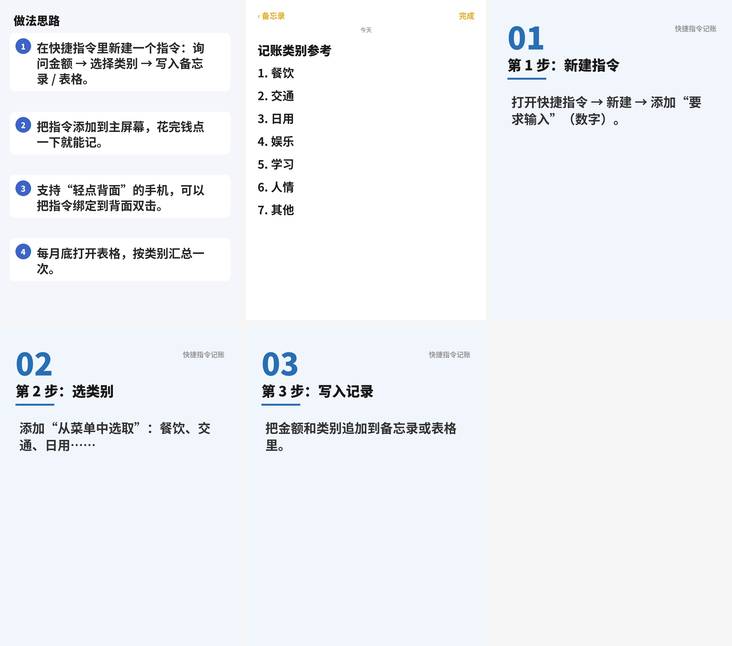 做法思路
1
在快捷指令里新建一个指令：询
问金额 → 选择类别 → 写入备忘
录 / 表格。
2
把指令添加到主屏幕，花完钱点
一下就能记。
3
支持“轻点背面”的手机，可以
把指令绑定到背面双击。
4
每月底打开表格，按类别汇总一
次。
‹ 备忘录
完成
今天
记账类别参考
1. 餐饮
2. 交通
3. 日用
4. 娱乐
5. 学习
6. 人情
7. 其他
01
快捷指令记账
第 1 步：新建指令
打开快捷指令 → 新建 → 添加“要
求输入”（数字）。
02
快捷指令记账
第 2 步：选类别
添加“从菜单中选取”：餐饮、交
通、日用……
03
快捷指令记账
第 3 步：写入记录
把金额和类别追加到备忘录或表格
里。